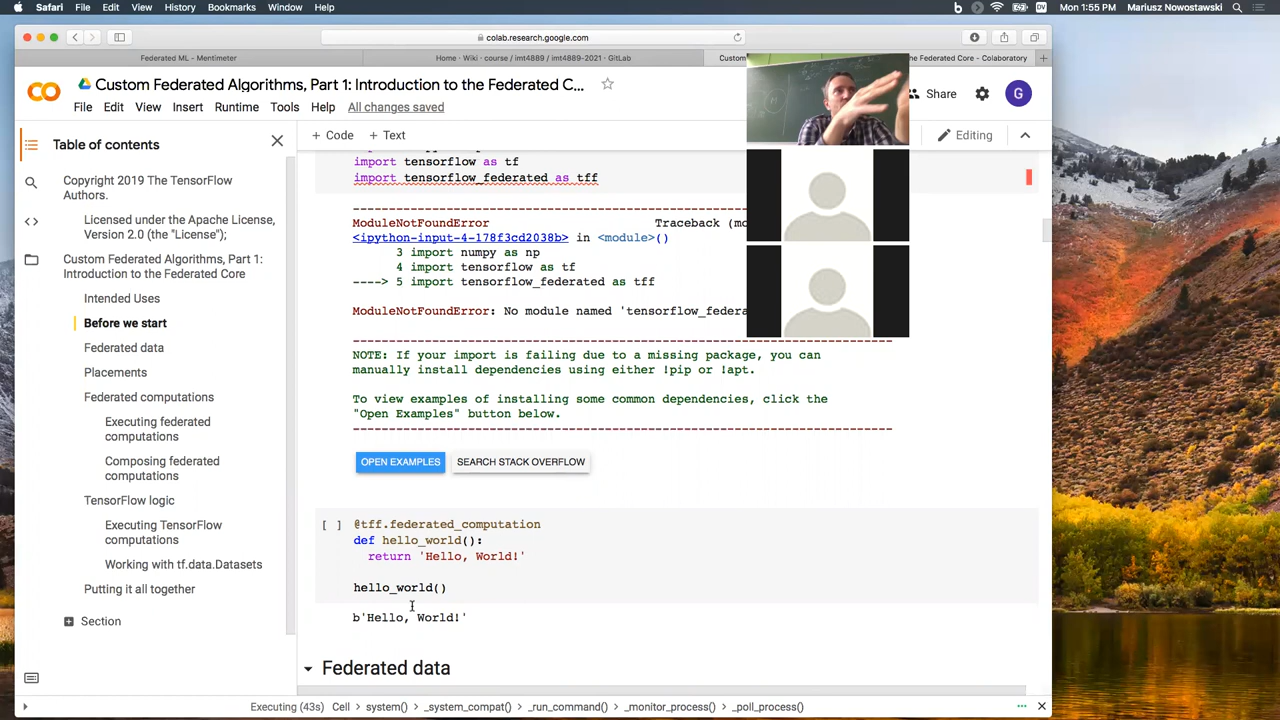 Safari File Edit View History Bookmarks Window Help
Mon 1:55 PM Mariusz Nowostawski
colab.research.google.com
Federated ML - Mentimeter
Home · Wiki · course / imt4889 / imt4889-2021 · GitLab
Custom
he Federated Core - Colaboratory
CO
Custom Federated Algorithms, Part 1: Introduction to the Federated C...
File Edit View Insert Runtime Tools Help All changes saved
Share
G
Table of contents
+ Code + Text
Editing
Copyright 2019 The TensorFlow
Authors.
Licensed under the Apache License,
Version 2.0 (the "License");
Custom Federated Algorithms, Part 1:
Introduction to the Federated Core
Intended Uses
Before we start
Federated data
Placements
Federated computations
Executing federated
computations
Composing federated
computations
TensorFlow logic
Executing TensorFlow
computations
Working with tf.data.Datasets
Putting it all together
Section
import tensorflow as tf
import tensorflow_federated as tff
---------------------------------------------------------------------------
ModuleNotFoundError Traceback (mo
<ipython-input-4-178f3cd2038b> in <module>()
3 import numpy as np
4 import tensorflow as tf
----> 5 import tensorflow_federated as tff
ModuleNotFoundError: No module named 'tensorflow_federa
---------------------------------------------------------------------------
NOTE: If your import is failing due to a missing package, you can
manually install dependencies using either !pip or !apt.
To view examples of installing some common dependencies, click the
"Open Examples" button below.
---------------------------------------------------------------------------
OPEN EXAMPLES SEARCH STACK OVERFLOW
[ ] @tff.federated_computation
def hello_world():
return 'Hello, World!'
hello_world()
b'Hello, World!'
Federated data
Executing (43s) Cell system() _system_compat() _run_command() _monitor_process() _poll_process()